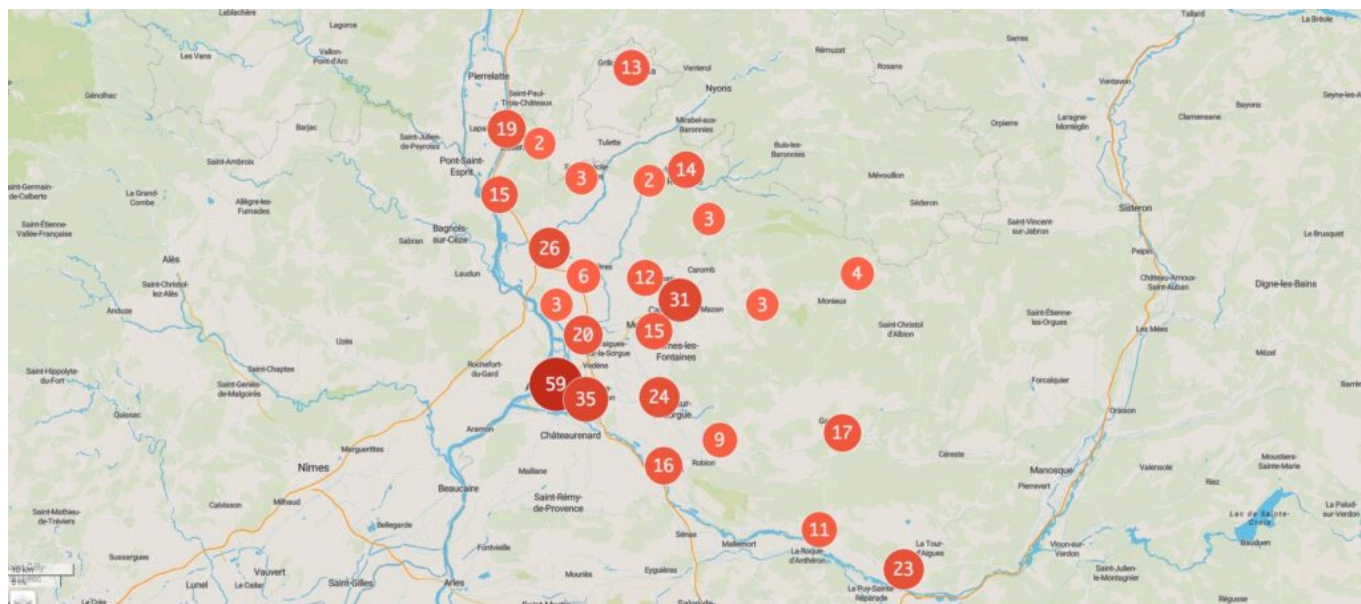 Lablachère
Tallard
La Bréole
Lagorce
Les Vans
Vallon-
Pont-d'Arc
Rémuzat
Serres
Rosans
13
Venterol
Pierrelatte
Nyons
Ventavon
Génolhac
Saint-Paul-
Trois-Châteaux
Bayons
Laragne-
Montéglin
Clamensane
Barjac
Saint-Julien-
de-Peyrolas
19
2
Mirabel-aux-
Baronnies
Orpierre
Tulette
Buis-les-
Baronnies
Saint-Ambroix
Pont-Saint-
Esprit
3
2
14
Mévouillon
La Grand-
Combe
Allègre-les-
Fumades
15
Séderon
Sisteron
3
Saint-Vincent-
sur-Jabron
Saint-Étienne-
Vallée-Française
Bagnols-
sur-Cèze
Sabran
Le Brusquet
26
Peipin
Alès
Laudun
6
12
Caromb
4
Château-Arnoux-
Saint-Auban
Digne-les-Bains
Saint-Christol-
lez-Alès
3
31
Mazan
3
Monieux
Anduze
Saint-Étienne-
les-Orgues
Saint-Christol
d'Albion
Les Mées
20
15
Uzès
Mézel
Rochefort-
du-Gard
Vedène
Saint-Hippolyte-
du-Fort
Saint-Chaptes
Saint-Geniès-
de-Malgoirès
Forcalquier
59
35
24
Quissac
Oraison
Aramon
Châteaurenard
9
17
Marguerittes
Robion
Céreste
Nîmes
16
Manosque
Valensole
Moustiers-
Sainte-Marie
Maillane
Beaucaire
Pierrevert
Riez
Calvisson
Milhaud
Saint-Rémy-
de-Provence
La Palud-
sur-Verdon
Saint-Mathieu-
de-Tréviers
Bellegarde
11
Lac de Sainte-
Croix
Sénas
Mallemort
La Roque
d'Anthéron
La Tour-
d'Aigues
Vinon-sur-
Verdon
Bauduen
Sussargues
Fontvieille
23
10 km
Vauvert
Mouriès
Eyguières
Saint-Julien-
le-Montagnier
Lunel
Le Cailar
Saint-Gilles
Arles
Le Puy-Sainte-
Réparade
Régusse